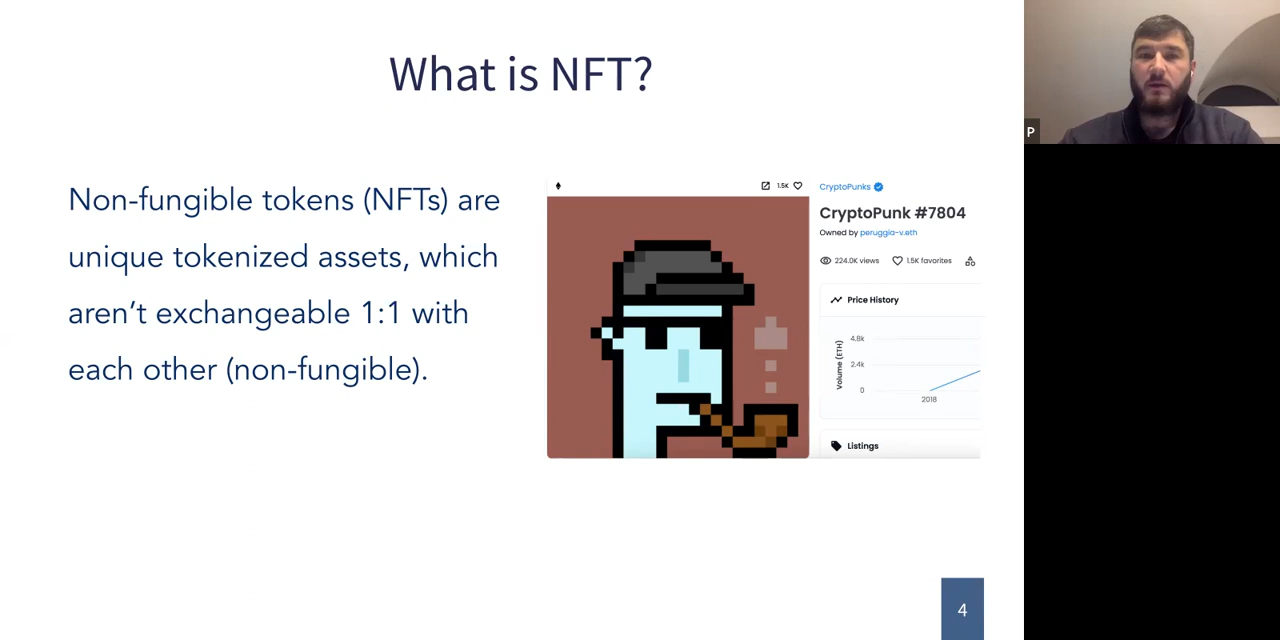 What is NFT?
Non-fungible tokens (NFTs) are
unique tokenized assets, which
aren’t exchangeable 1:1 with
each other (non-fungible).
1.5K
CryptoPunks
CryptoPunk #7804
Owned by peruggia-v.eth
224.0K views 1.5K favorites
Price History
Volume (ETH)
4.8k
2.4k
0
2018
Listings
4
P